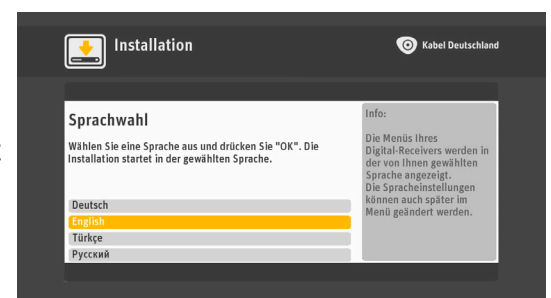 Installation
Kabel Deutschland
Sprachwahl
Wählen Sie eine Sprache aus und drücken Sie "OK". Die
Installation startet in der gewählten Sprache.
Deutsch
English
Türkçe
Русский
Info:
Die Menüs Ihres
Digital-Receivers werden in
der von Ihnen gewählten
Sprache angezeigt.
Die Spracheinstellungen
können auch später im
Menü geändert werden.